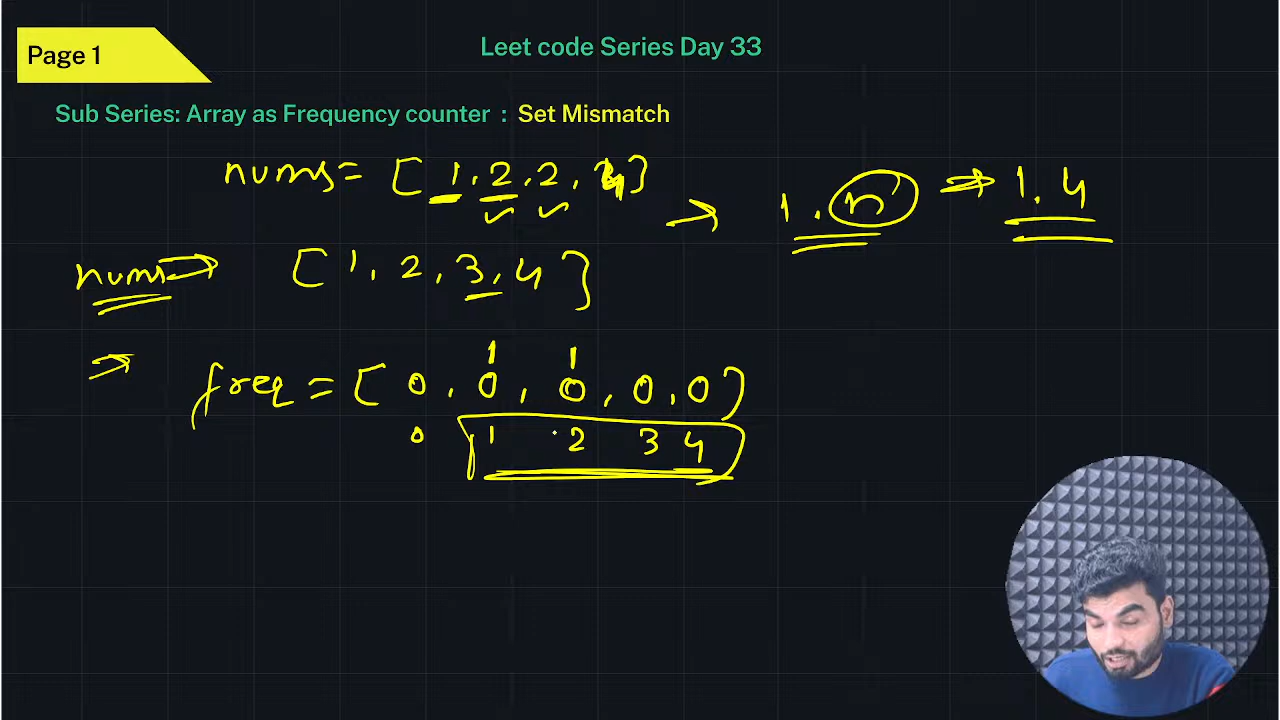 Page 1
Leet code Series Day 33
Sub Series: Array as Frequency counter : Set Mismatch
nums = [ 1, 2, 2, 4 ]
→ 1 . n ⇒ 1 . 4
nums → [ 1, 2, 3, 4 ]
1 1
⇒ freq = [ 0, 0, 0, 0, 0 ]
0 1 2 3 4